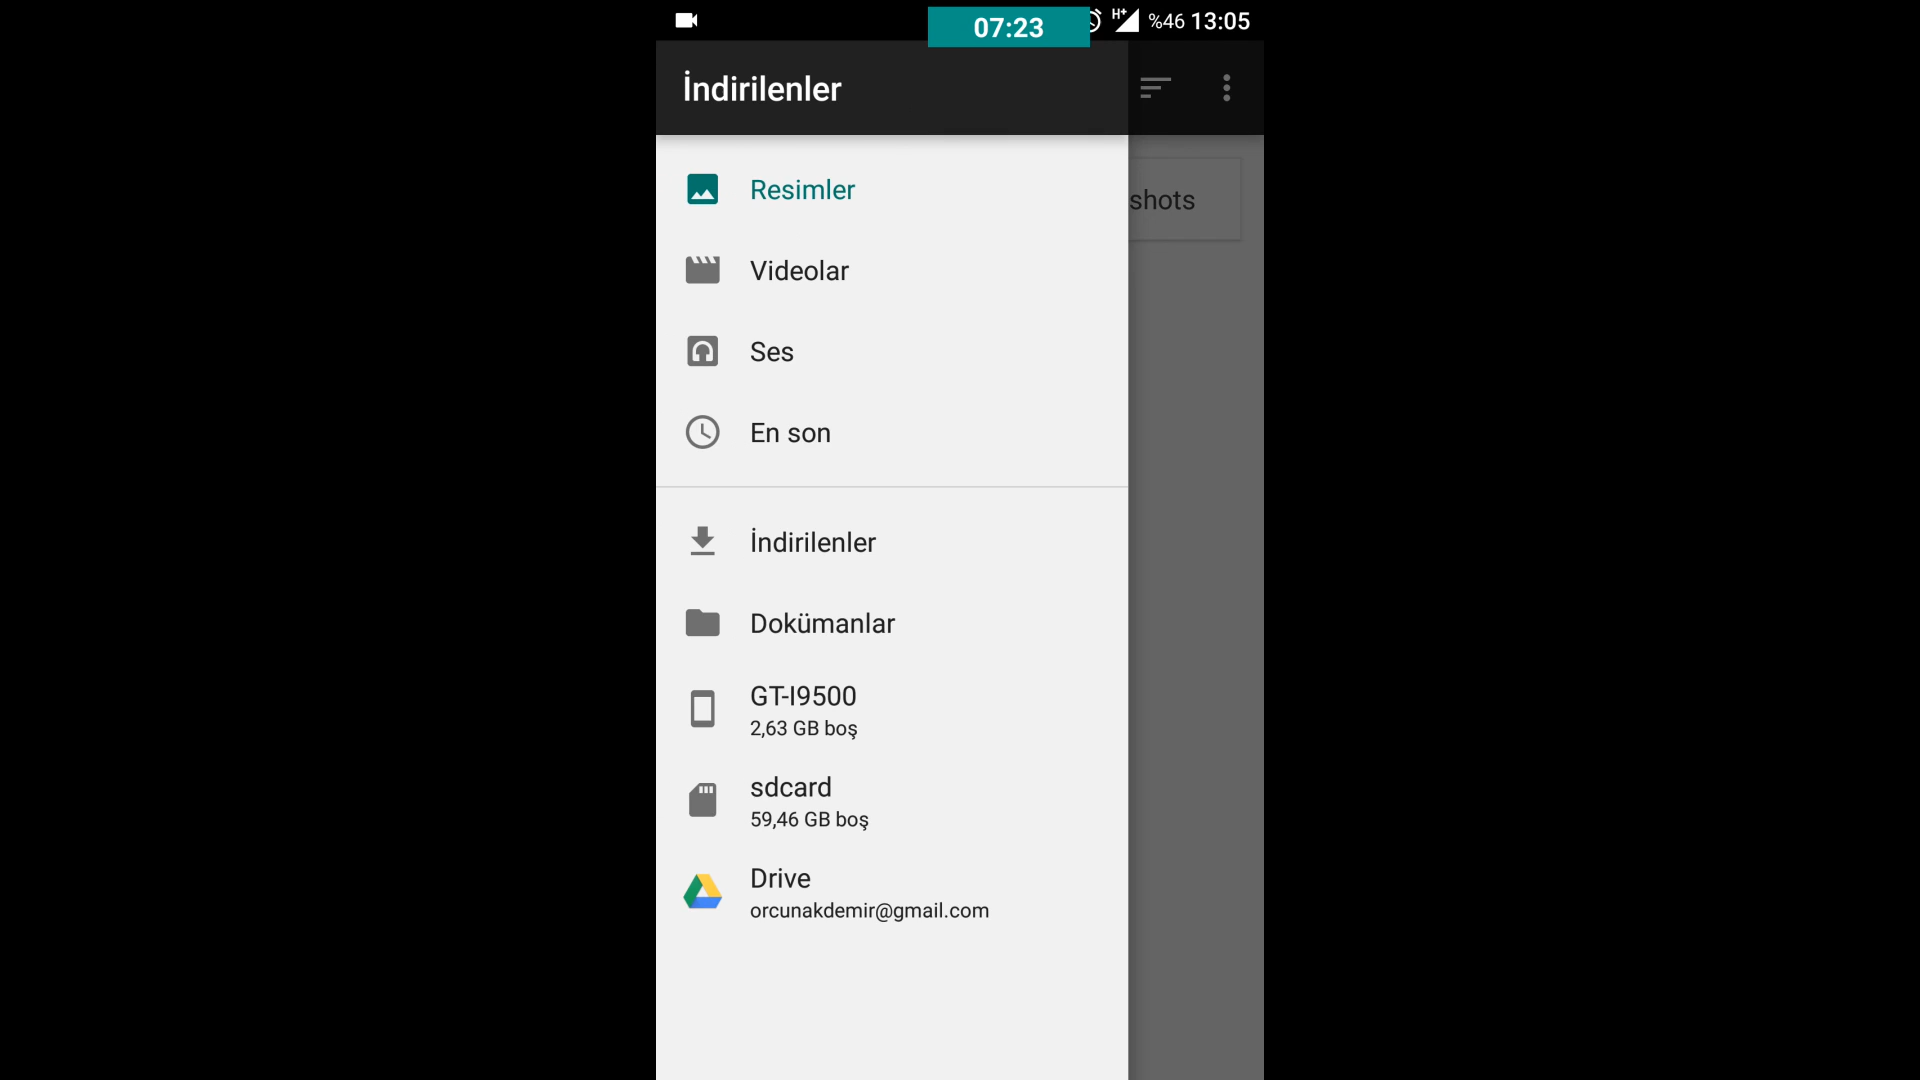 07:23
H+ %46 13:05
İndirilenler
Resimler
shots
Videolar
Ses
En son
İndirilenler
Dokümanlar
GT-I9500
2,63 GB boş
sdcard
59,46 GB boş
Drive
orcunakdemir@gmail.com